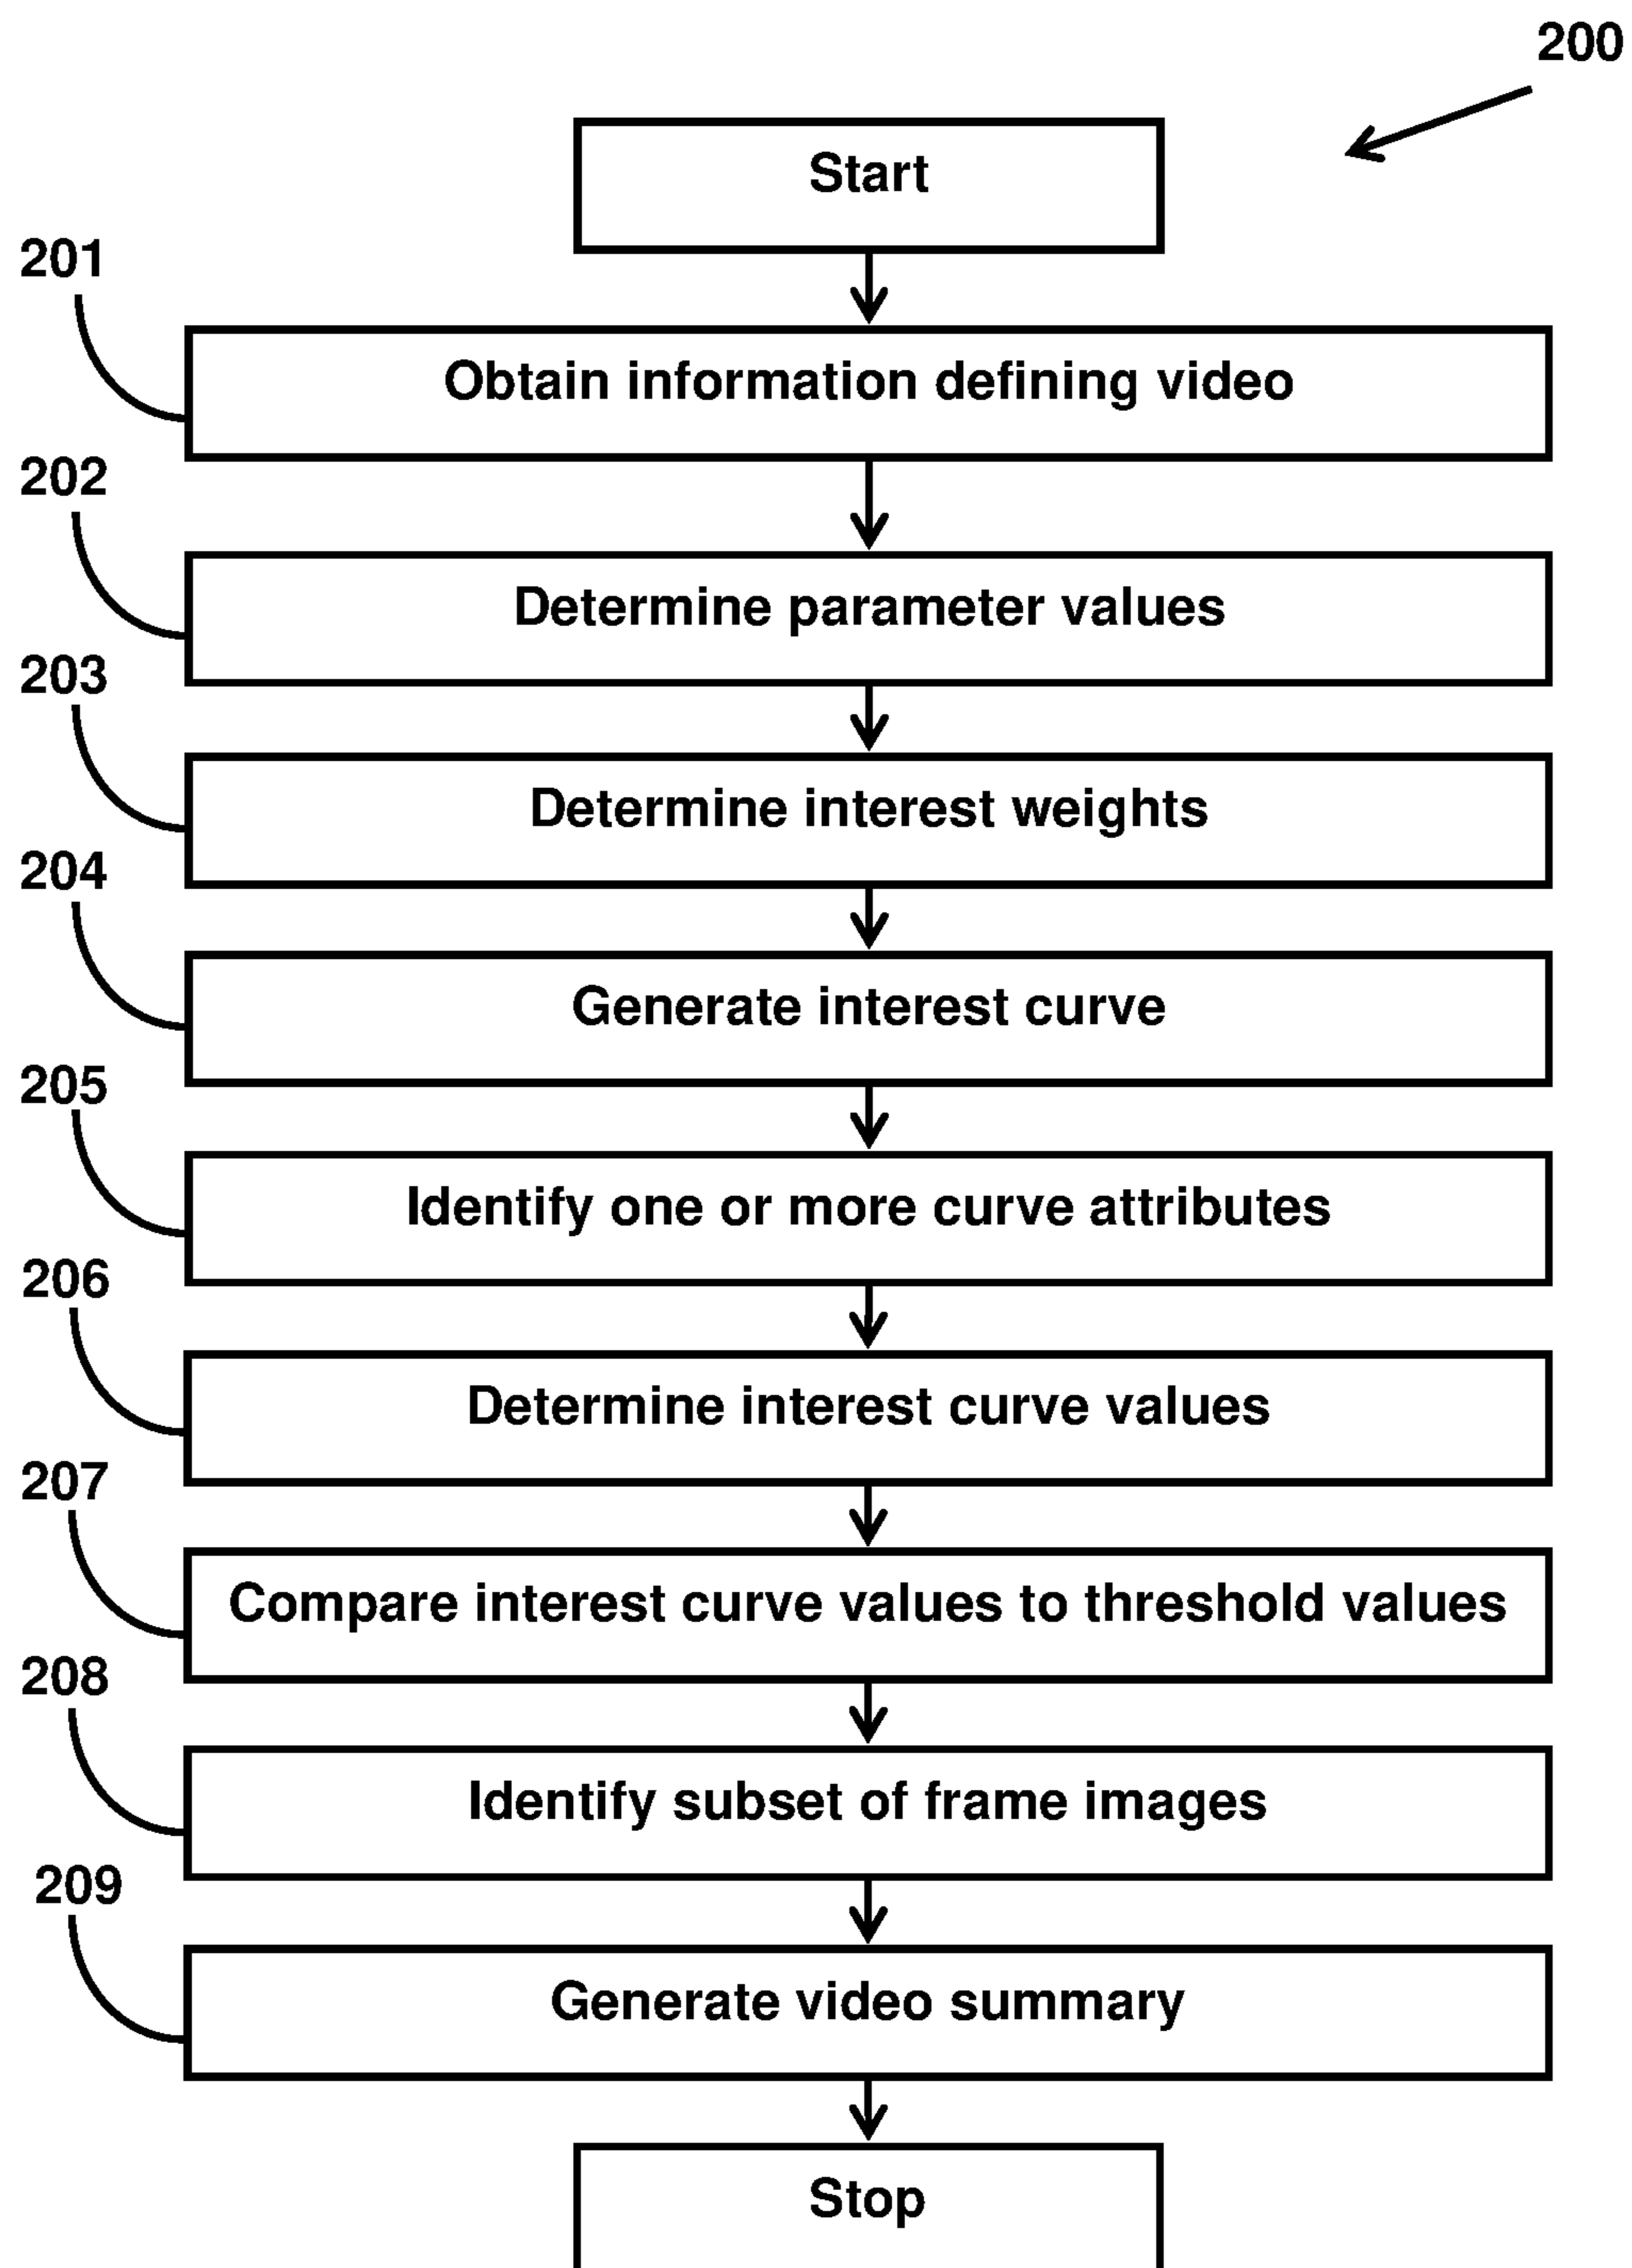 200
Start
201
Obtain information defining video
202
Determine parameter values
203
Determine interest weights
204
Generate interest curve
205
Identify one or more curve attributes
206
Determine interest curve values
207
Compare interest curve values to threshold values
208
Identify subset of frame images
209
Generate video summary
Stop